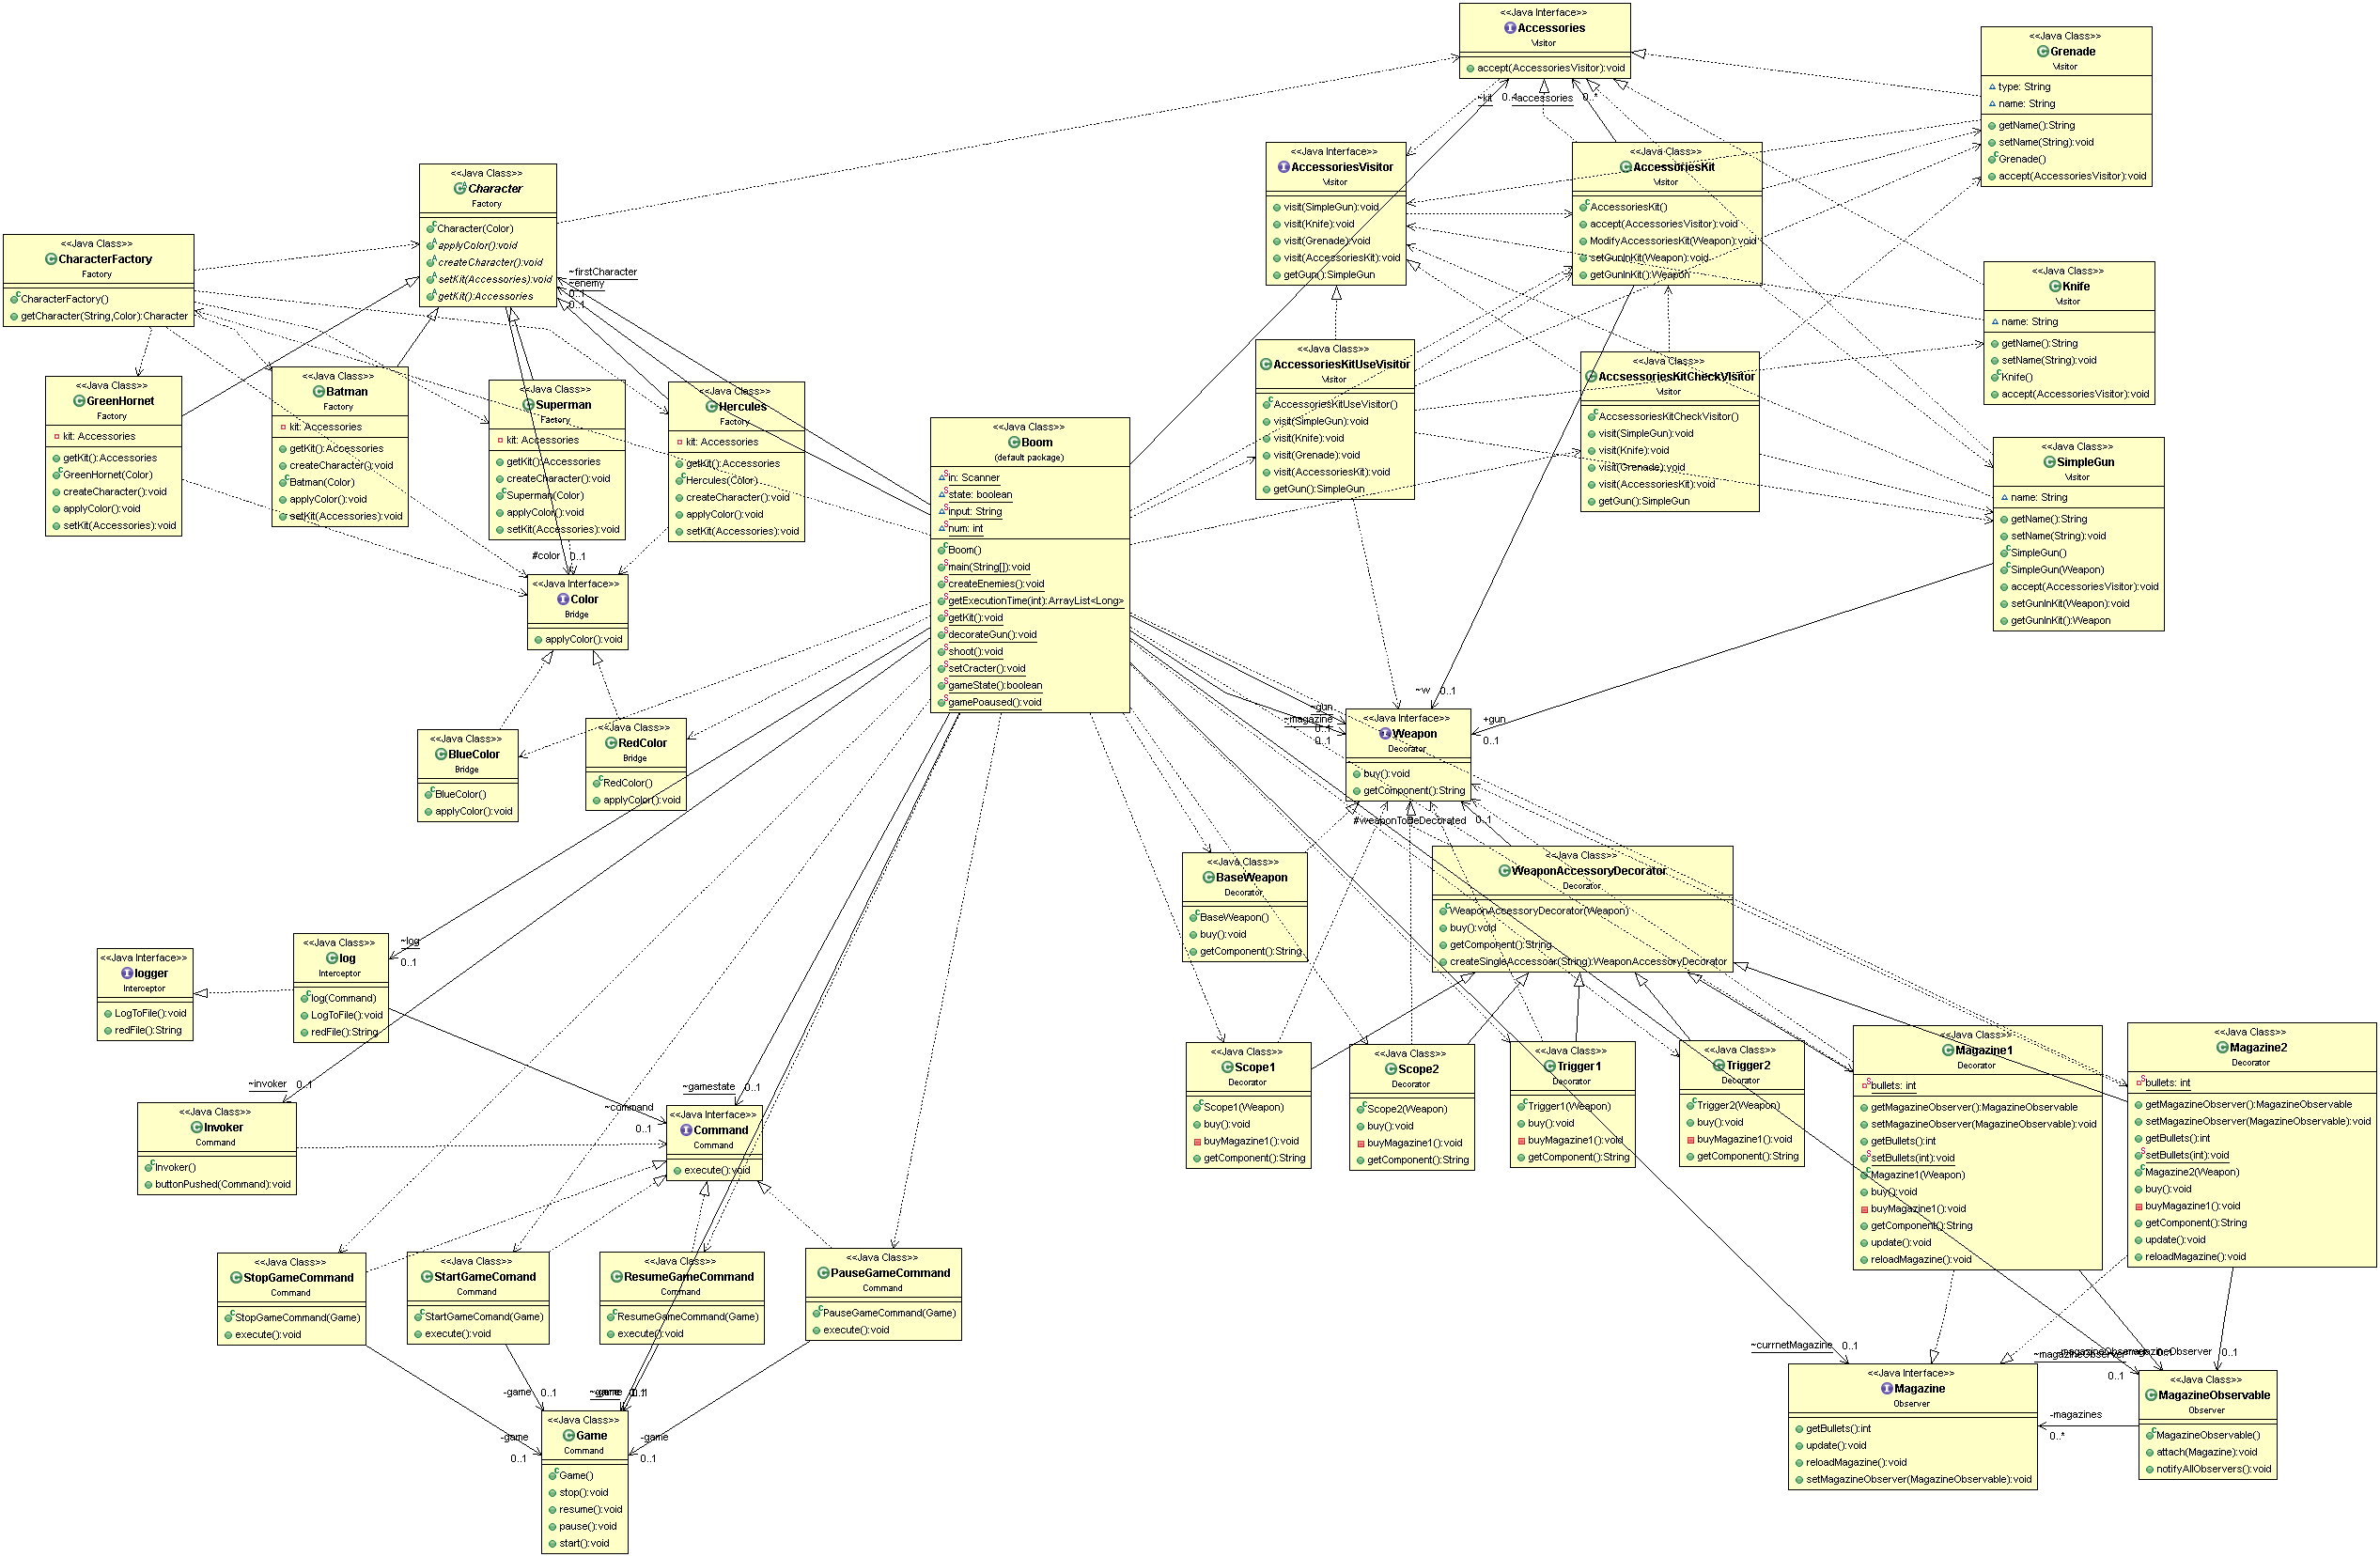 <<Java Interface>>
Accessories
Visitor
accept(AccessoriesVisitor):void
<<Java Class>>
Grenade
Visitor
type: String
name: String
getName():String
setName(String):void
Grenade()
accept(AccessoriesVisitor):void
~kit
0..1
~accessories
0..*
<<Java Interface>>
AccessoriesVisitor
Visitor
visit(SimpleGun):void
visit(Knife):void
visit(Grenade):void
visit(AccessoriesKit):void
getGun():SimpleGun
<<Java Class>>
AccessoriesKit
Visitor
AccessoriesKit()
accept(AccessoriesVisitor):void
ModifyAccessoriesKit(Weapon):void
setGunInKit(Weapon):void
getGunInKit():Weapon
<<Java Class>>
Character
Factory
Character(Color)
applyColor():void
createCharacter():void
setKit(Accessories):void
getKit():Accessories
<<Java Class>>
CharacterFactory
Factory
CharacterFactory()
getCharacter(String,Color):Character
~firstCharacter
~enemy
0..1
0..1
<<Java Class>>
Knife
Visitor
name: String
getName():String
setName(String):void
Knife()
accept(AccessoriesVisitor):void
<<Java Class>>
AccessoriesKitUseVisitor
Visitor
AccessoriesKitUseVisitor()
visit(SimpleGun):void
visit(Knife):void
visit(Grenade):void
visit(AccessoriesKit):void
getGun():SimpleGun
<<Java Class>>
AccsessoriesKitCheckVisitor
Visitor
AccsessoriesKitCheckVisitor()
visit(SimpleGun):void
visit(Knife):void
visit(Grenade):void
visit(AccessoriesKit):void
getGun():SimpleGun
<<Java Class>>
GreenHornet
Factory
kit: Accessories
getKit():Accessories
GreenHornet(Color)
createCharacter():void
applyColor():void
setKit(Accessories):void
<<Java Class>>
Batman
Factory
kit: Accessories
getKit():Accessories
createCharacter():void
Batman(Color)
applyColor():void
setKit(Accessories):void
<<Java Class>>
Superman
Factory
kit: Accessories
getKit():Accessories
createCharacter():void
Superman(Color)
applyColor():void
setKit(Accessories):void
<<Java Class>>
Hercules
Factory
kit: Accessories
getKit():Accessories
Hercules(Color)
createCharacter():void
applyColor():void
setKit(Accessories):void
<<Java Class>>
Boom
(default package)
in: Scanner
state: boolean
input: String
num: int
Boom()
main(String[]):void
createEnemies():void
getExecutionTime(int):ArrayList<Long>
getKit():void
decorateGun():void
shoot():void
setCracter():void
gameState():boolean
gamePoaused():void
<<Java Class>>
SimpleGun
Visitor
name: String
getName():String
setName(String):void
SimpleGun()
SimpleGun(Weapon)
accept(AccessoriesVisitor):void
setGunInKit(Weapon):void
getGunInKit():Weapon
#color
0..1
<<Java Interface>>
Color
Bridge
applyColor():void
<<Java Class>>
BlueColor
Bridge
BlueColor()
applyColor():void
<<Java Class>>
RedColor
Bridge
RedColor()
applyColor():void
~w
0..1
~gun
~magazine
0..1
0..1
+gun
0..1
<<Java Interface>>
Weapon
Decorator
buy():void
getComponent():String
#weaponToBeDecorated
0..1
<<Java Class>>
BaseWeapon
Decorator
BaseWeapon()
buy():void
getComponent():String
<<Java Class>>
WeaponAccessoryDecorator
Decorator
WeaponAccessoryDecorator(Weapon)
buy():void
getComponent():String
createSingleAccessoar(String):WeaponAccessoryDecorator
<<Java Interface>>
logger
Interceptor
LogToFile():void
redFile():String
<<Java Class>>
log
Interceptor
log(Command)
LogToFile():void
redFile():String
~log
0..1
<<Java Class>>
Scope1
Decorator
Scope1(Weapon)
buy():void
buyMagazine1():void
getComponent():String
<<Java Class>>
Scope2
Decorator
Scope2(Weapon)
buy():void
buyMagazine1():void
getComponent():String
<<Java Class>>
Trigger1
Decorator
Trigger1(Weapon)
buy():void
buyMagazine1():void
getComponent():String
<<Java Class>>
Trigger2
Decorator
Trigger2(Weapon)
buy():void
buyMagazine1():void
getComponent():String
<<Java Class>>
Magazine1
Decorator
bullets: int
getMagazineObserver():MagazineObservable
setMagazineObserver(MagazineObservable):void
getBullets():int
setBullets(int):void
Magazine1(Weapon)
buy():void
buyMagazine1():void
getComponent():String
update():void
reloadMagazine():void
<<Java Class>>
Magazine2
Decorator
bullets: int
getMagazineObserver():MagazineObservable
setMagazineObserver(MagazineObservable):void
getBullets():int
setBullets(int):void
Magazine2(Weapon)
buy():void
buyMagazine1():void
getComponent():String
update():void
reloadMagazine():void
~invoker
0..1
<<Java Class>>
Invoker
Command
Invoker()
buttonPushed(Command):void
~gamestate
0..1
~command
0..1
<<Java Interface>>
Command
Command
execute():void
<<Java Class>>
StopGameCommand
Command
StopGameCommand(Game)
execute():void
<<Java Class>>
StartGameComand
Command
StartGameComand(Game)
execute():void
<<Java Class>>
ResumeGameCommand
Command
ResumeGameCommand(Game)
execute():void
<<Java Class>>
PauseGameCommand
Command
PauseGameCommand(Game)
execute():void
-game
0..1
~game
-game
0..1
-game
0..1
<<Java Class>>
Game
Command
Game()
stop():void
resume():void
pause():void
start():void
~currnetMagazine
0..1
~magazineObserver
0..1
-magazineObserver
0..1
<<Java Interface>>
Magazine
Observer
getBullets():int
update():void
reloadMagazine():void
setMagazineObserver(MagazineObservable):void
-magazines
0..*
<<Java Class>>
MagazineObservable
Observer
MagazineObservable()
attach(Magazine):void
notifyAllObservers():void